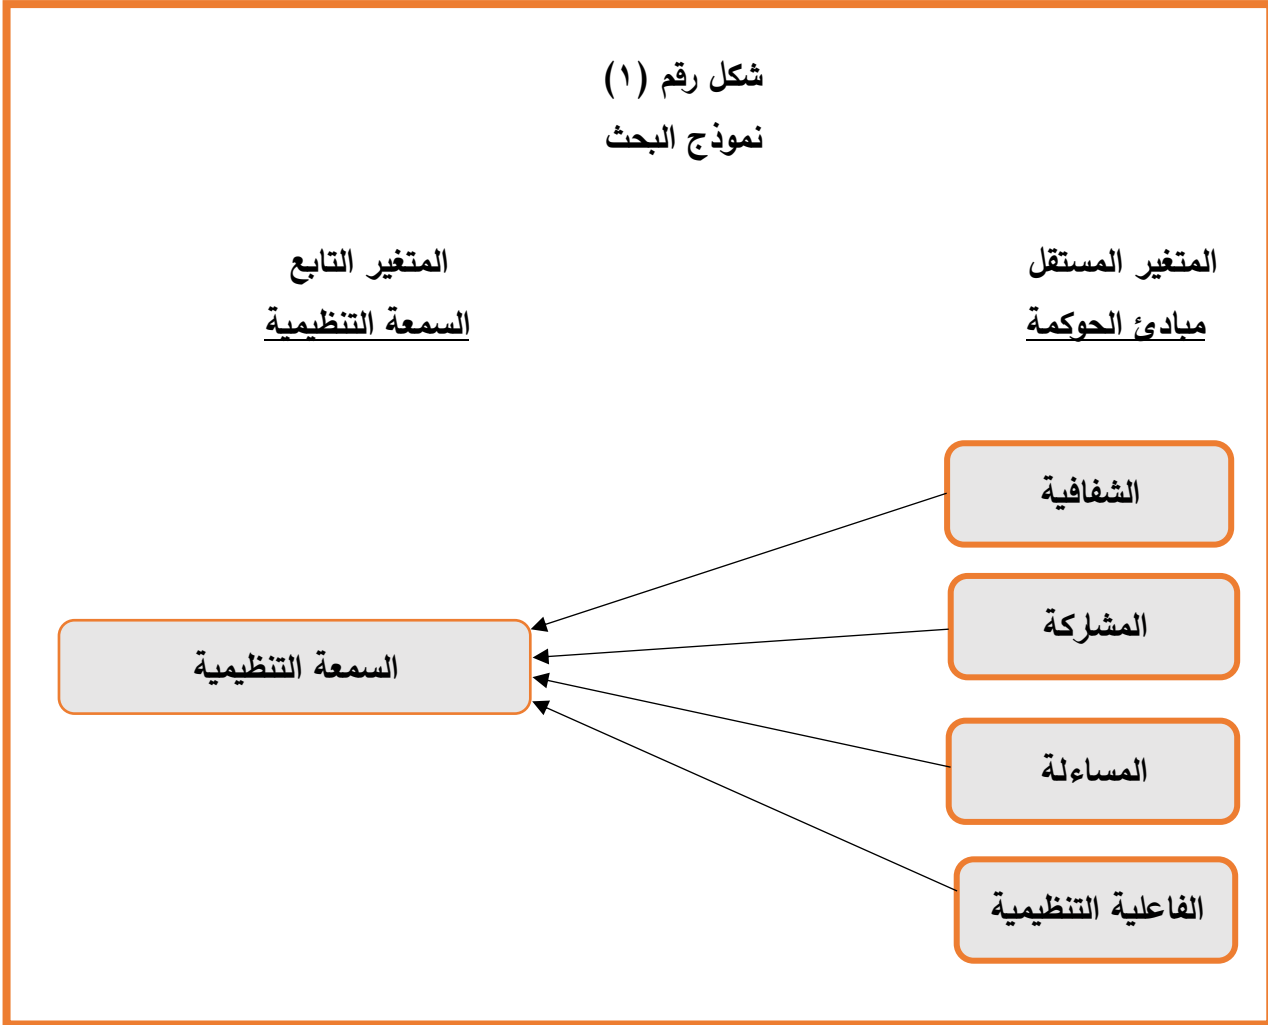 شكل رقم (١)
نموذج البحث
المتغير المستقل
مبادئ الحوكمة
المتغير التابع
السمعة التنظيمية
الشفافية
المشاركة
المساءلة
الفاعلية التنظيمية
السمعة التنظيمية